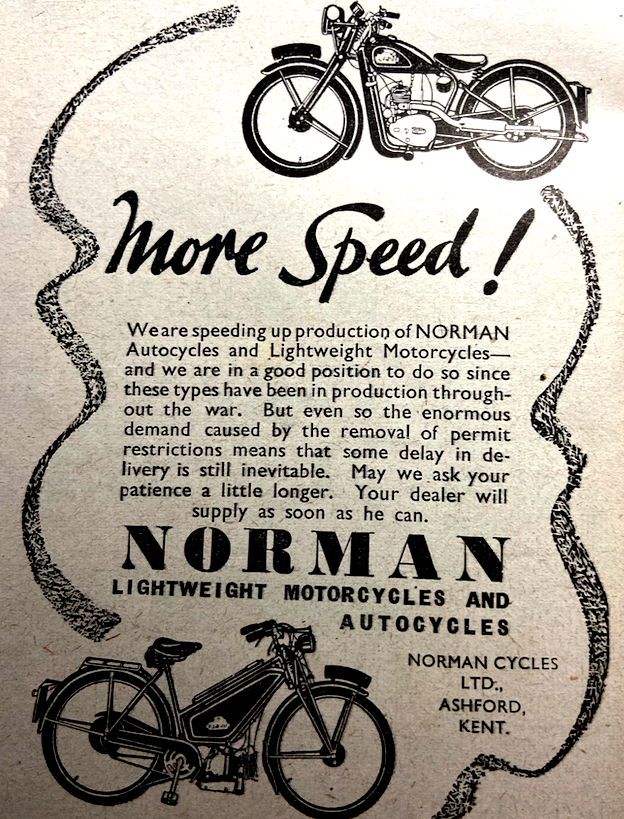 More Speed!
We are speeding up production of NORMAN
Autocycles and Lightweight Motorcycles—
and we are in a good position to do so since
these types have been in production through-
out the war. But even so the enormous
demand caused by the removal of permit
restrictions means that some delay in de-
livery is still inevitable. May we ask your
patience a little longer. Your dealer will
supply as soon as he can.
NORMAN
LIGHTWEIGHT MOTORCYCLES AND
AUTOCYCLES
NORMAN CYCLES
LTD.,
ASHFORD,
KENT.